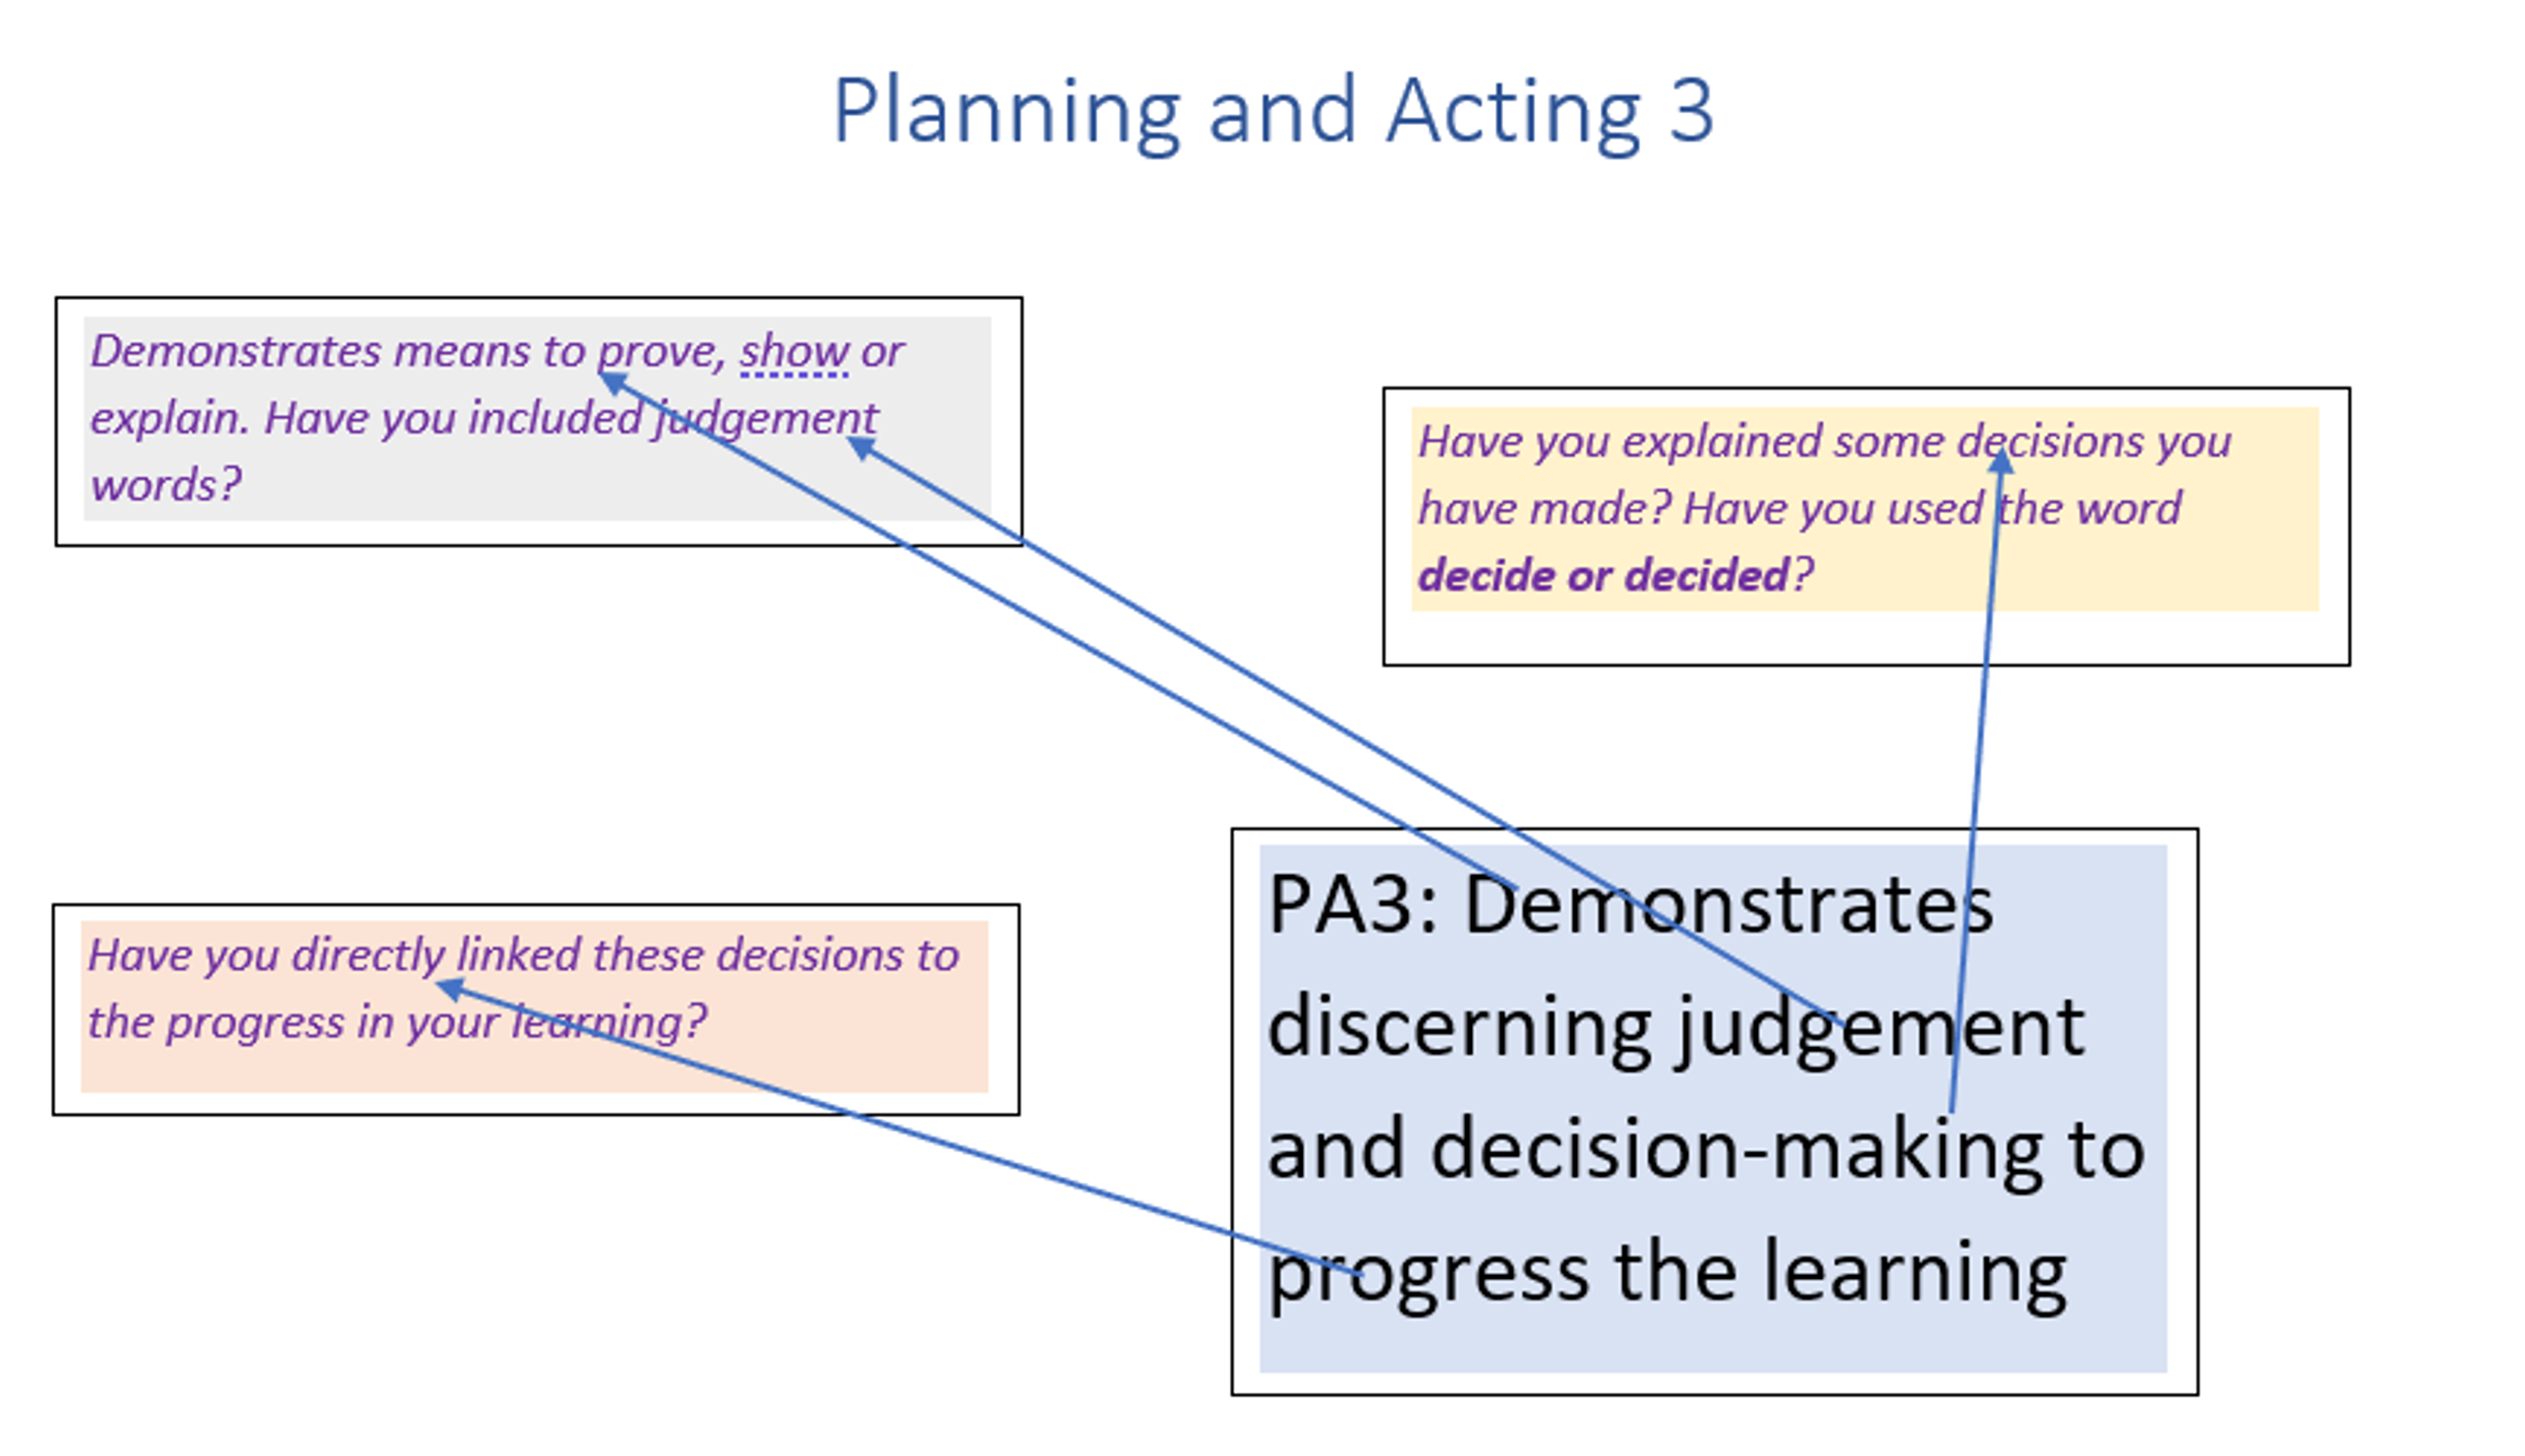 Planning and Acting 3
Demonstrates means to prove, show or
explain. Have you included judgement
words?
Have you explained some decisions you
have made? Have you used the word
decide or decided?
Have you directly linked these decisions to
the progress in your learning?
PA3: Demonstrates
discerning judgement
and decision-making to
progress the learning